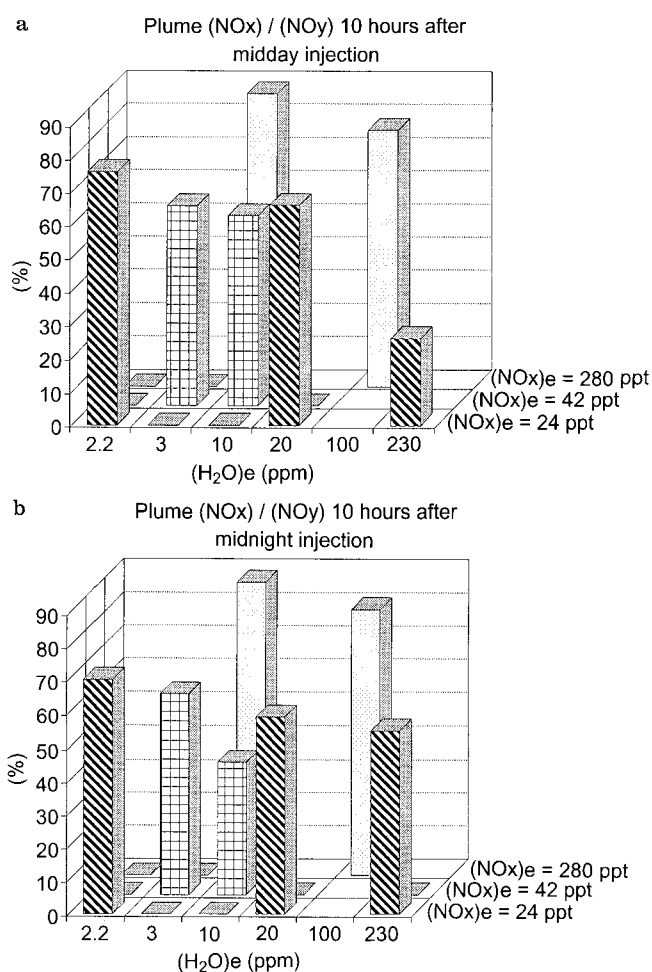 a
Plume (NOx) / (NOy) 10 hours after
midday injection
90
80
70
60
50
40
30
20
10
0
(%)
2.2 3 10 20 100 230
(H₂O)e (ppm)
(NOx)e = 280 ppt
(NOx)e = 42 ppt
(NOx)e = 24 ppt
b
Plume (NOx) / (NOy) 10 hours after
midnight injection
90
80
70
60
50
40
30
20
10
0
(%)
2.2 3 10 20 100 230
(H₂O)e (ppm)
(NOx)e = 280 ppt
(NOx)e = 42 ppt
(NOx)e = 24 ppt